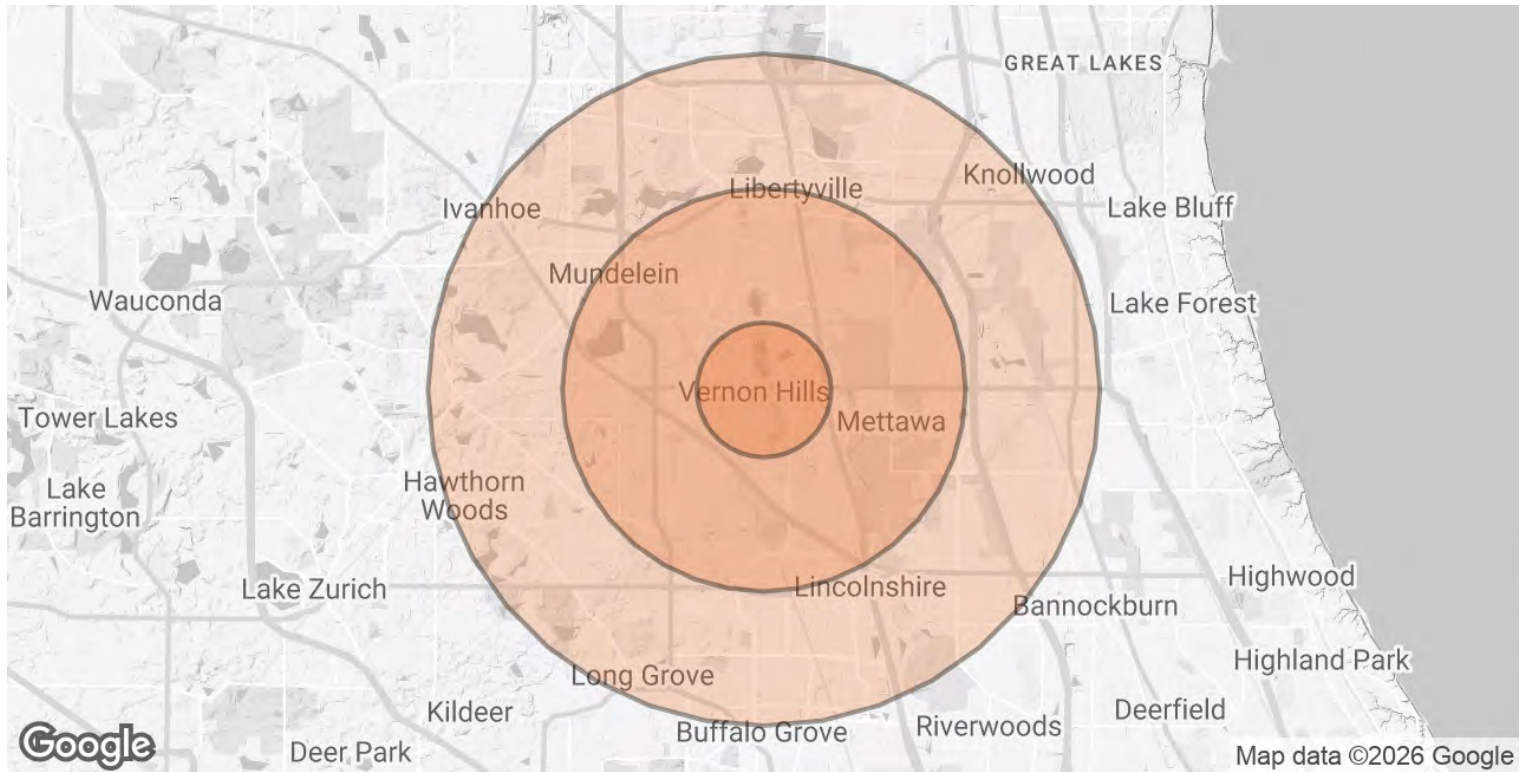 GREAT LAKES
Knollwood
Libertyville
Ivanhoe
Lake Bluff
Mundelein
Wauconda
Lake Forest
Vernon Hills
Tower Lakes
Mettawa
Hawthorn
Woods
Lake
Barrington
Highwood
Lake Zurich
Lincolnshire
Bannockburn
Highland Park
Long Grove
Kildeer
Deerfield
Riverwoods
Buffalo Grove
Google
Deer Park
Map data ©2026 Google